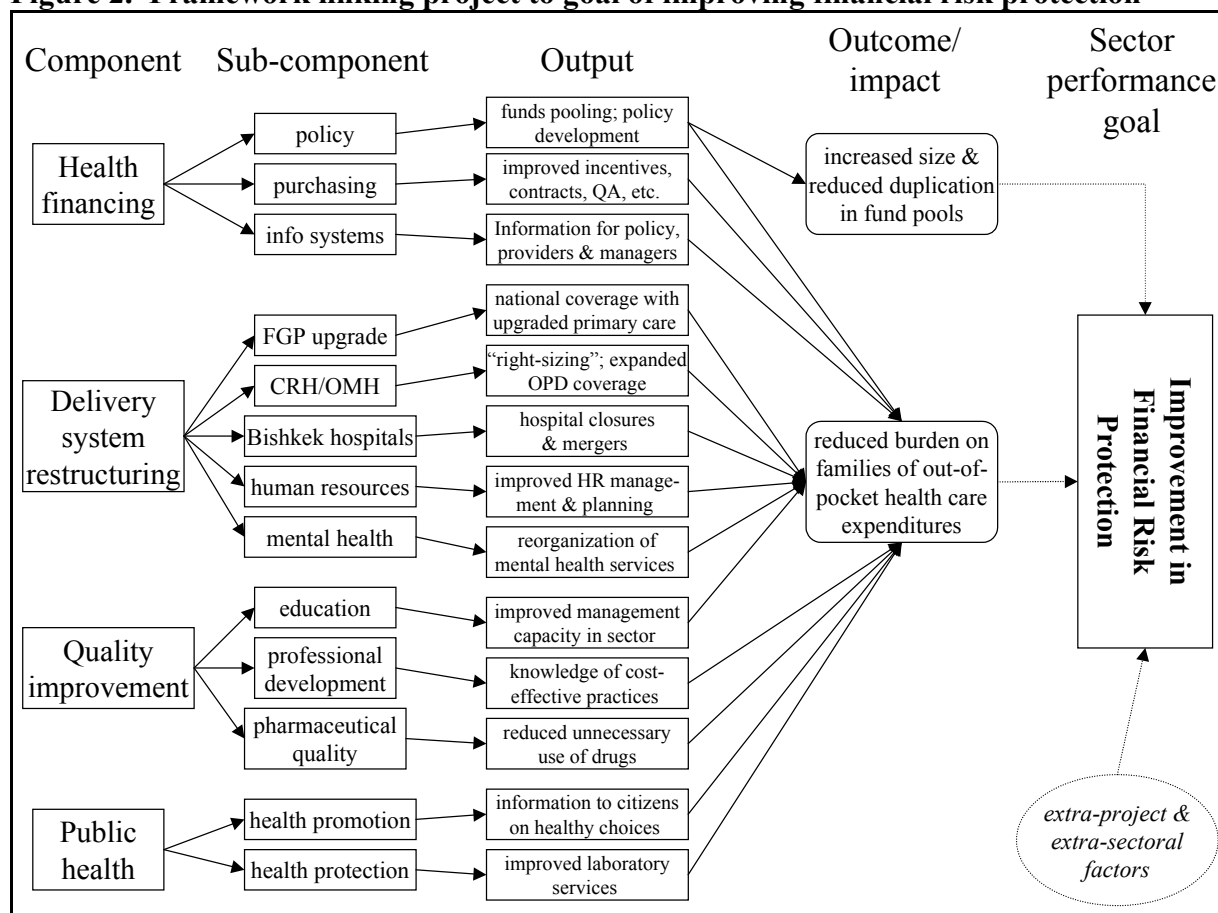 Figure 2. Framework linking project to goal of improving financial risk protection
Component
Sub-component
Output
Outcome/
impact
Sector
performance
goal
Health
financing
policy
purchasing
info systems
funds pooling; policy
development
improved incentives,
contracts, QA, etc.
Information for policy,
providers & managers
increased size &
reduced duplication
in fund pools
Delivery
system
restructuring
FGP upgrade
CRH/OMH
Bishkek hospitals
human resources
mental health
national coverage with
upgraded primary care
“right-sizing”; expanded
OPD coverage
hospital closures
& mergers
improved HR manage-
ment & planning
reorganization of
mental health services
reduced burden on
families of out-of-
pocket health care
expenditures
Improvement in
Financial Risk
Protection
Quality
improvement
education
professional
development
pharmaceutical
quality
improved management
capacity in sector
knowledge of cost-
effective practices
reduced unnecessary
use of drugs
Public
health
health promotion
health protection
information to citizens
on healthy choices
improved laboratory
services
extra-project &
extra-sectoral
factors